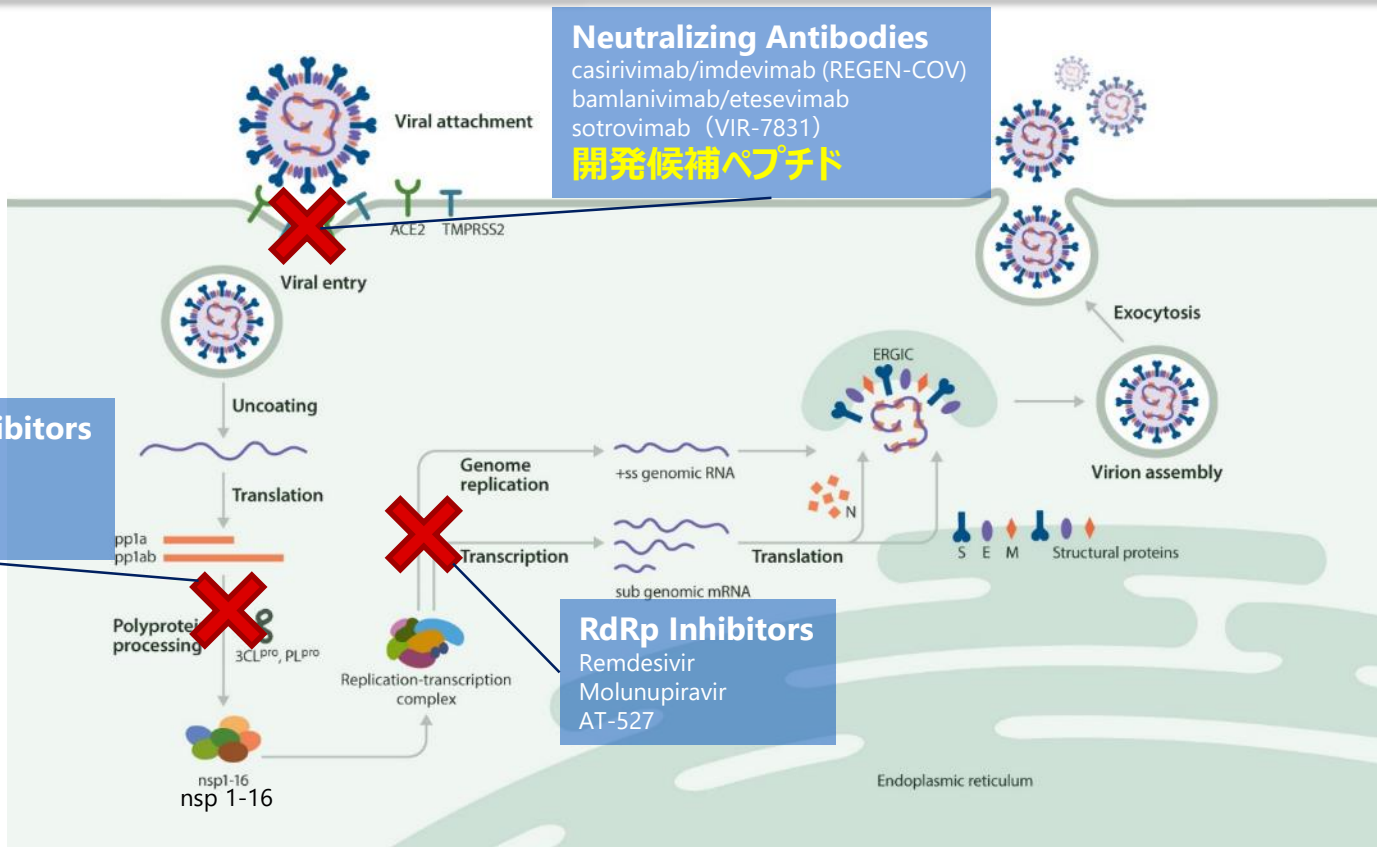 Neutralizing Antibodies
casirivimab/imdevimab (REGEN-COV)
bamlanivimab/etesevimab
sotrovimab（VIR-7831）
開発候補ペプチド
Viral attachment
ACE2 TMPRSS2
Viral entry
Exocytosis
ERGIC
ibitors
Uncoating
Genome
replication
+ss genomic RNA
Virion assembly
Translation
N
pp1a
pp1ab
Transcription
Translation
S E M Structural proteins
sub genomic mRNA
Polyprotei
processing
3CLpro, PLpro
RdRp Inhibitors
Remdesivir
Molunupiravir
AT-527
Replication-transcription
complex
nsp1-16
nsp 1-16
Endoplasmic reticulum